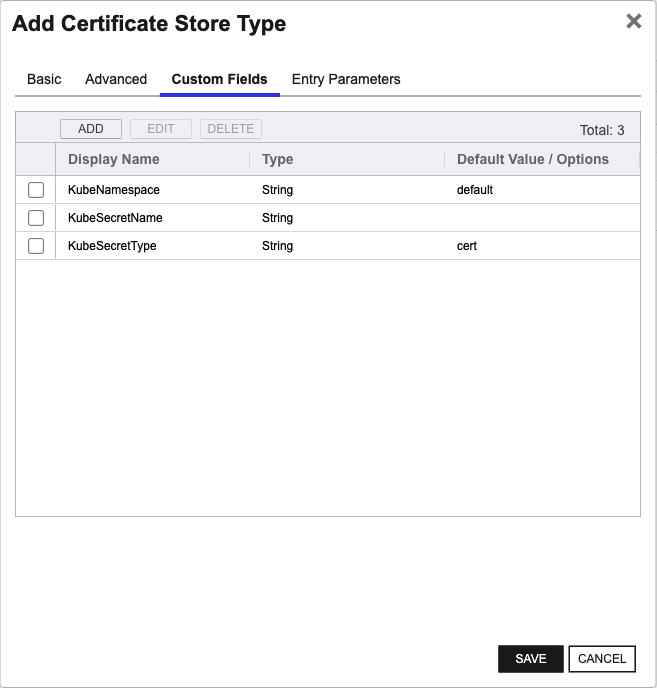 Add Certificate Store Type
Basic Advanced Custom Fields Entry Parameters
ADD EDIT DELETE Total: 3
Display Name Type Default Value / Options
KubeNamespace String default
KubeSecretName String
KubeSecretType String cert
SAVE CANCEL